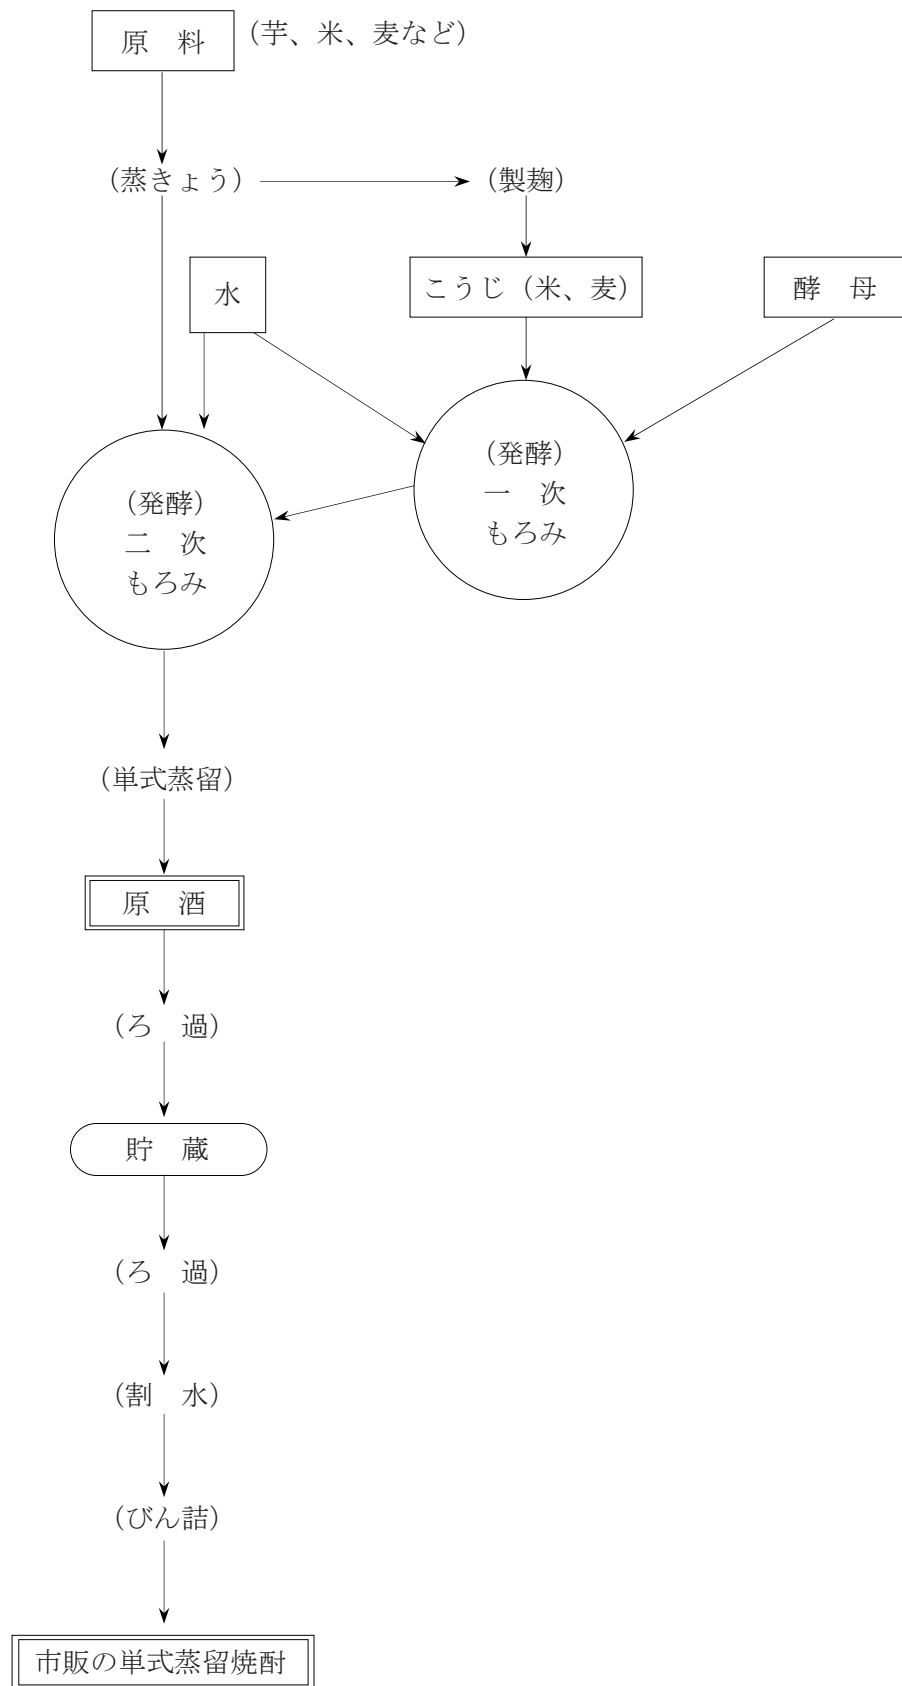 原　料 （芋、米、麦など）
（蒸きょう）
（製麹）
水
こうじ（米、麦）
酵　母
（発酵）
一　次
もろみ
（発酵）
二　次
もろみ
（単式蒸留）
原　酒
（ろ　過）
貯　蔵
（ろ　過）
（割　水）
（びん詰）
市販の単式蒸留焼酎